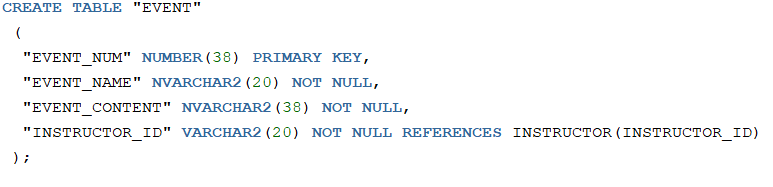 CREATE TABLE "EVENT"
(
"EVENT_NUM" NUMBER(38) PRIMARY KEY,
"EVENT_NAME" NVARCHAR2(20) NOT NULL,
"EVENT_CONTENT" NVARCHAR2(38) NOT NULL,
"INSTRUCTOR_ID" VARCHAR2(20) NOT NULL REFERENCES INSTRUCTOR(INSTRUCTOR_ID)
);